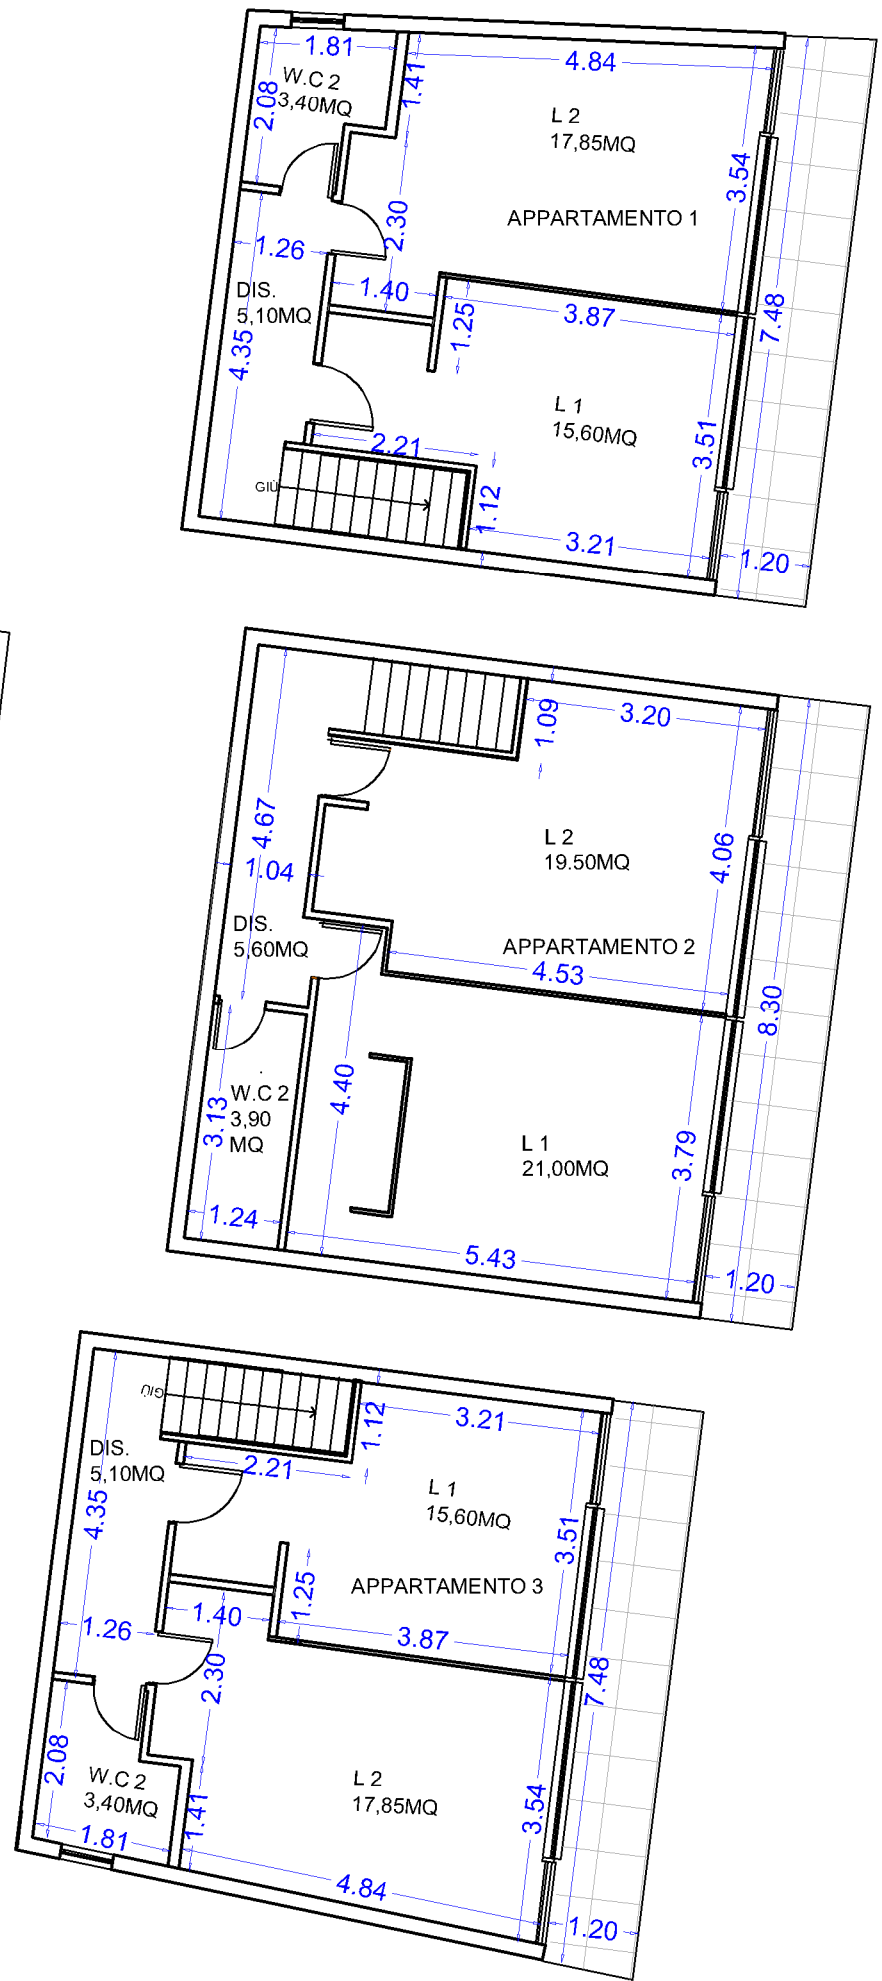 1.81
4.84
W.C 2
3,40MQ
1.41
2.08
L 2
17,85MQ
3.54
APPARTAMENTO 1
2.30
1.26
DIS.
5,10MQ
1.40
3.87
7.48
1.25
4.35
L 1
15,60MQ
3.51
2.21
GIÙ
1.12
3.21
1.20
1.09
3.20
4.67
L 2
19.50MQ
4.06
1.04
DIS.
5,60MQ
APPARTAMENTO 2
4.53
8.30
4.40
W.C 2
3,90
MQ
3.13
L 1
21,00MQ
3.79
1.24
5.43
1.20
GIÙ
1.12
3.21
DIS.
5,10MQ
2.21
L 1
15,60MQ
4.35
3.51
APPARTAMENTO 3
1.25
1.40
1.26
3.87
2.30
7.48
2.08
W.C 2
3,40MQ
L 2
17,85MQ
3.54
1.41
1.81
4.84
1.20